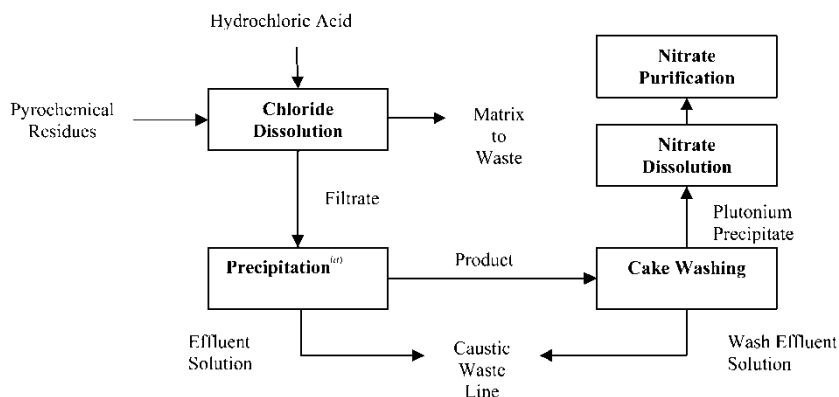 Hydrochloric Acid
Pyrochemical
Residues
Chloride
Dissolution
Matrix
to
Waste
Nitrate
Purification
Nitrate
Dissolution
Filtrate
Plutonium
Precipitate
Precipitation(a)
Product
Cake Washing
Effluent
Solution
Caustic
Waste
Line
Wash Effluent
Solution